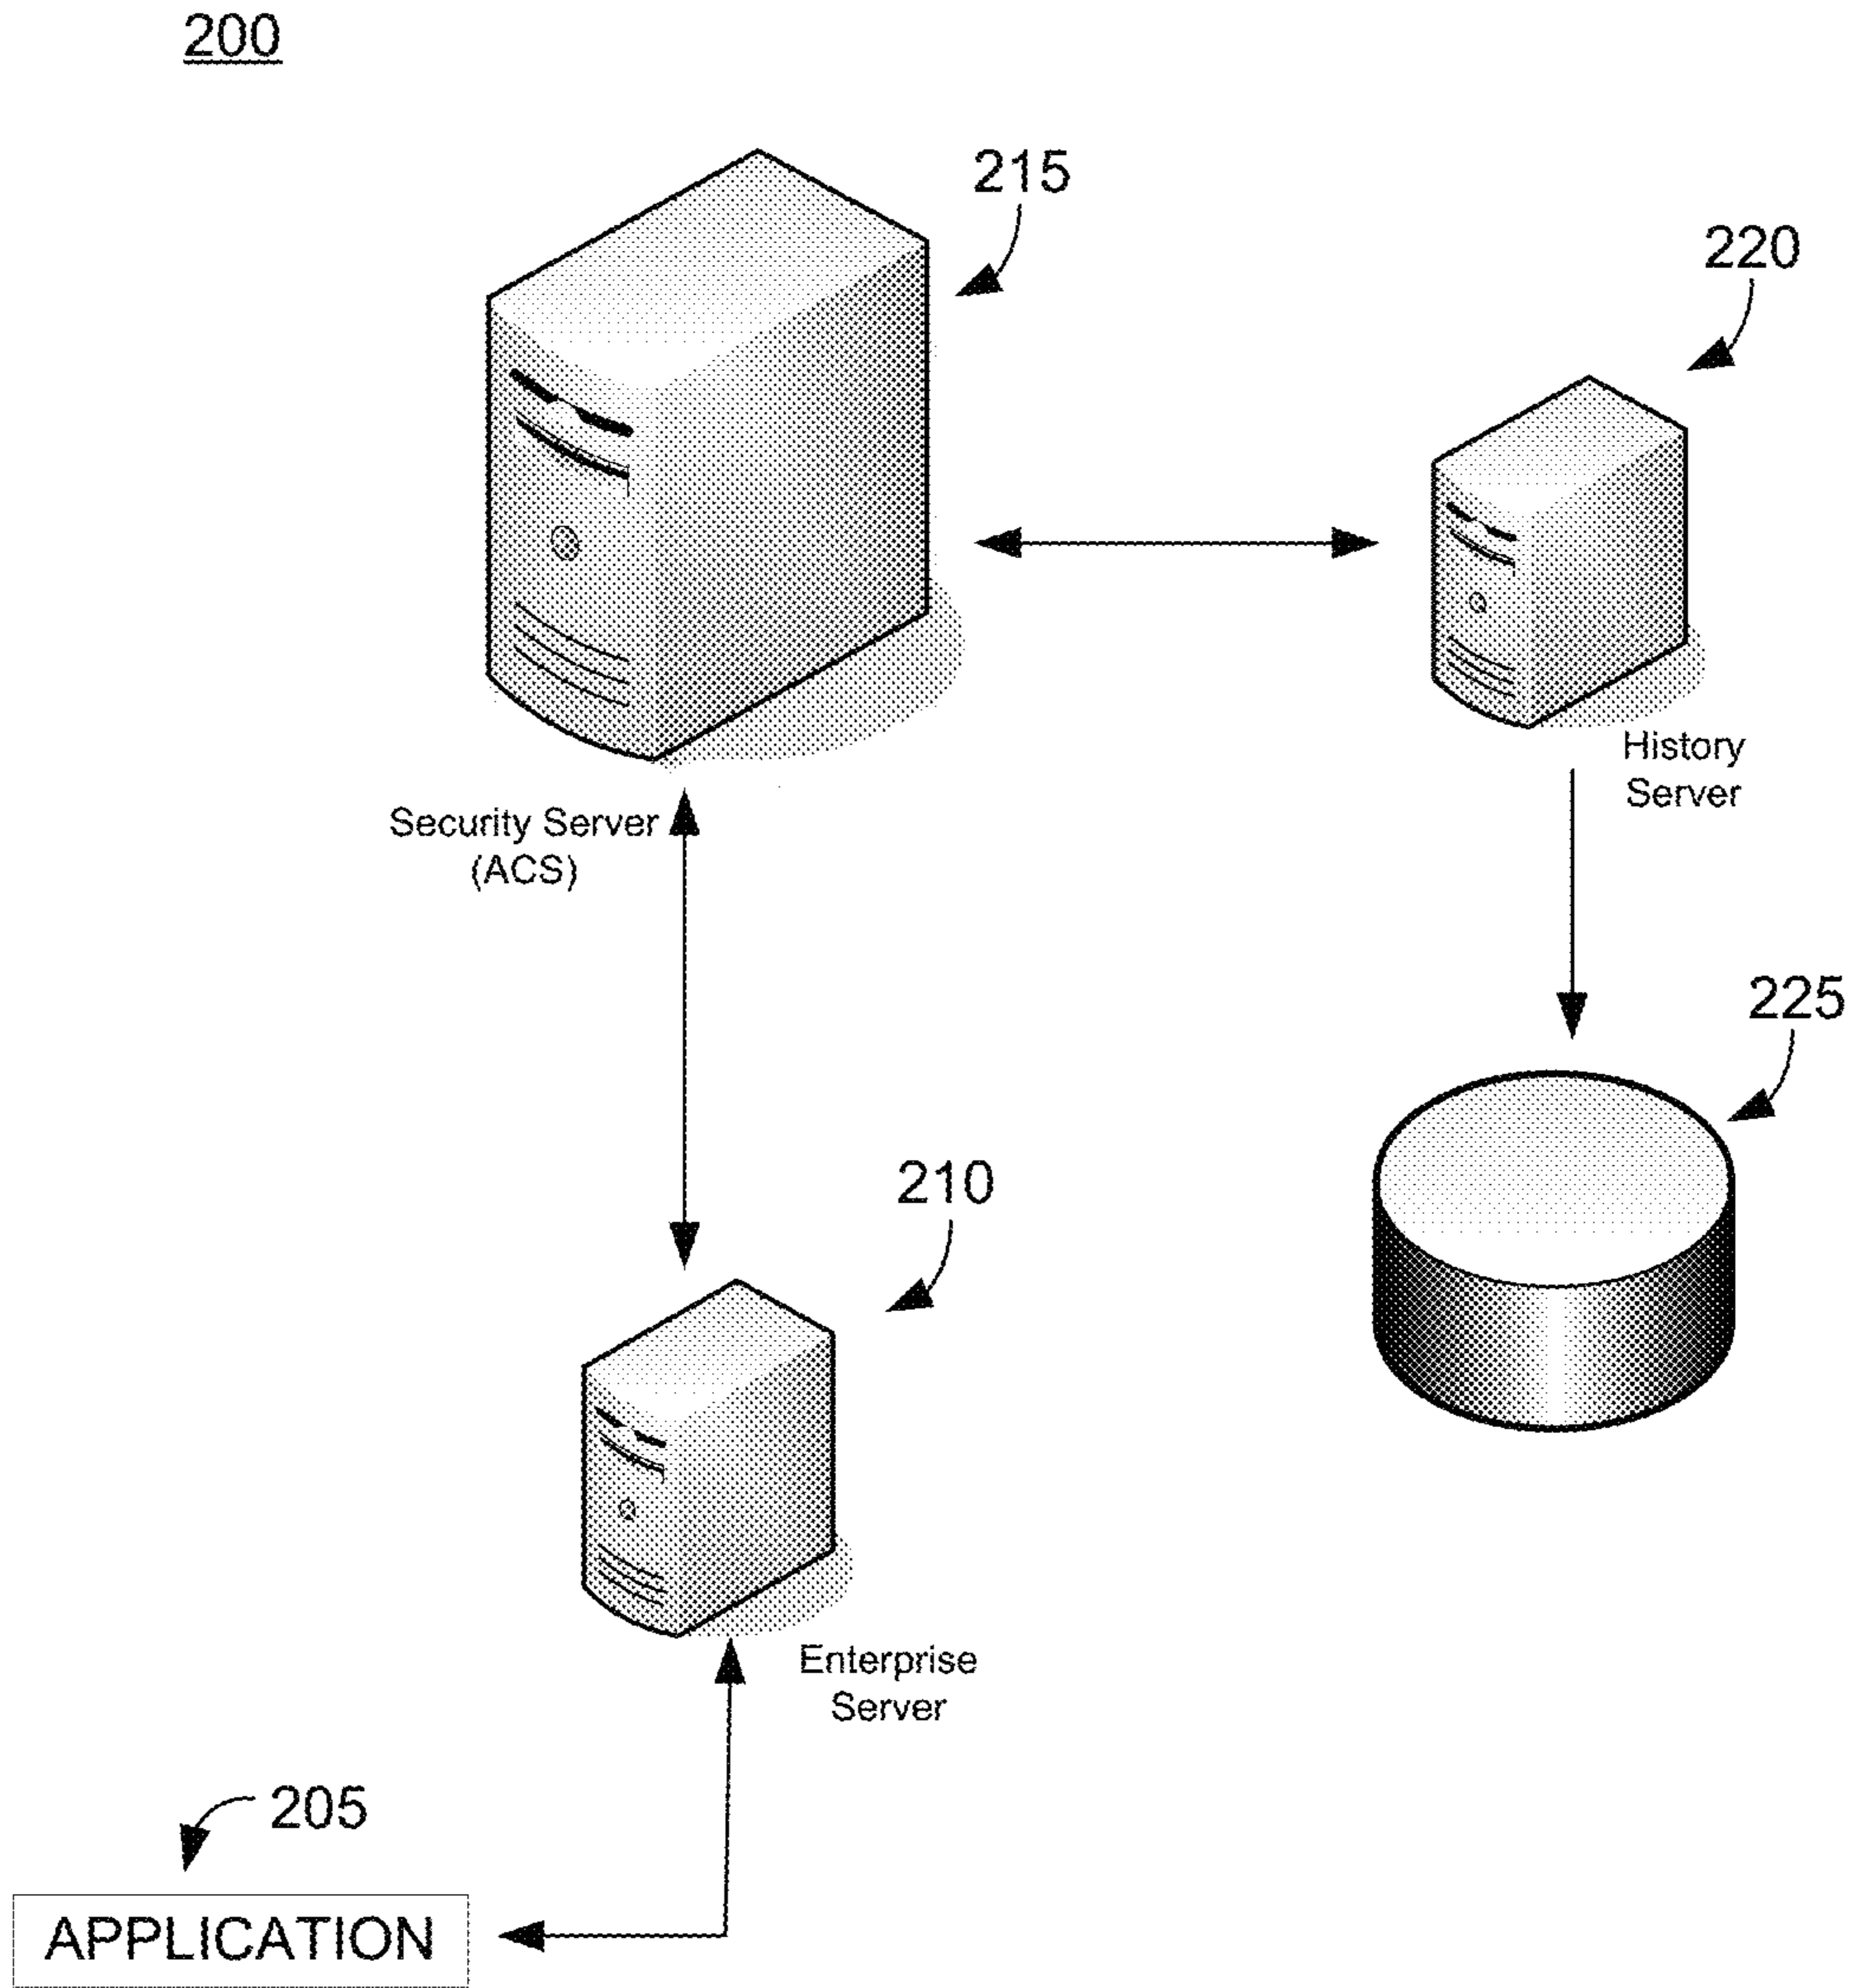 200
215
220
History
Server
Security Server
(ACS)
225
210
Enterprise
Server
205
APPLICATION